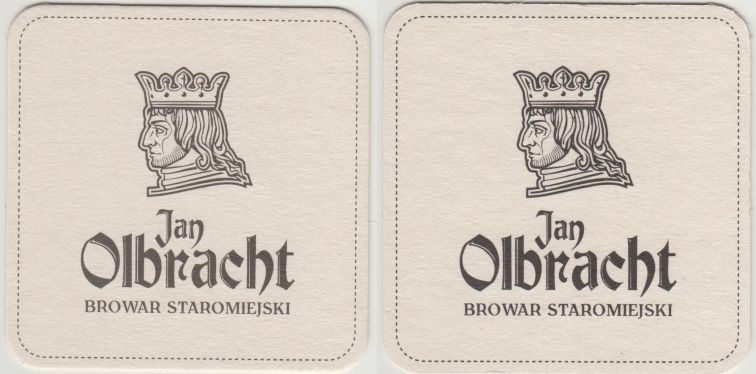 Jan
Olbracht
BROWAR STAROMIEJSKI
Jan
Olbracht
BROWAR STAROMIEJSKI